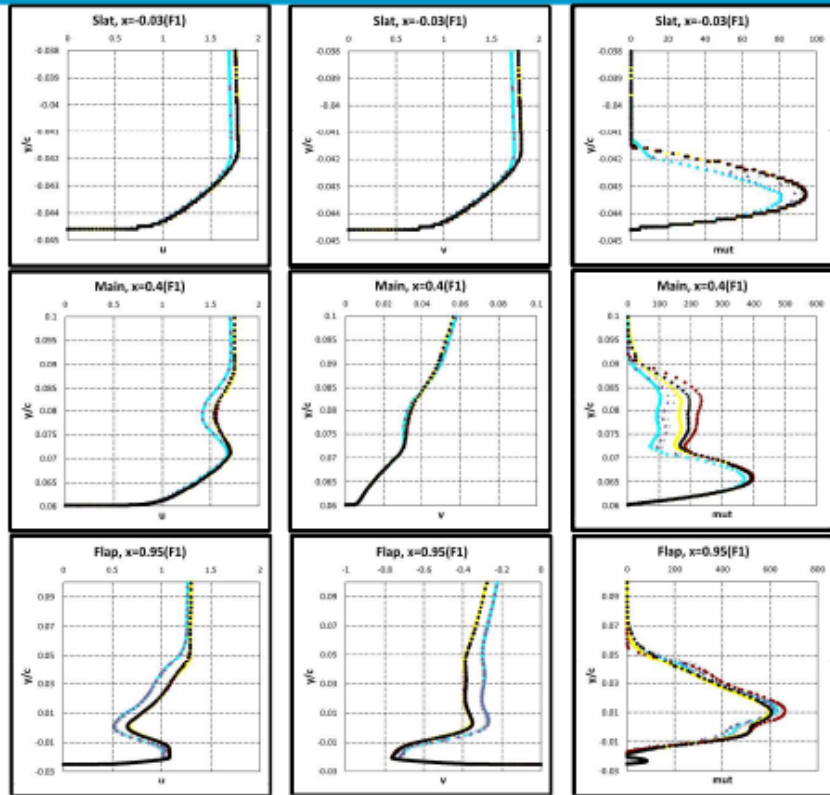 Slat, x=-0.03(F1)
0 0.5 1 1.5 2
-0.038
-0.039
-0.04
-0.041
-0.042
-0.043
-0.044
-0.045
y/c
u
Slat, x=-0.03(F1)
0 0.5 1 1.5 2
-0.038
-0.039
-0.04
-0.041
-0.042
-0.043
-0.044
-0.045
y/c
v
Slat, x=-0.03(F1)
0 20 40 60 80 100
-0.038
-0.039
-0.04
-0.041
-0.042
-0.043
-0.044
-0.045
y/c
mut
Main, x=0.4(F1)
0 0.5 1 1.5 2
0.1
0.095
0.09
0.085
0.08
0.075
0.07
0.065
0.06
y/c
u
Main, x=0.4(F1)
0 0.02 0.04 0.06 0.08 0.1
0.1
0.095
0.09
0.085
0.08
0.075
0.07
0.065
0.06
y/c
v
Main, x=0.4(F1)
0 100 200 300 400 500 600
0.1
0.095
0.09
0.085
0.08
0.075
0.07
0.065
0.06
y/c
mut
Flap, x=0.95(F1)
0 0.5 1 1.5 2
0.09
0.07
0.05
0.03
0.01
-0.01
-0.03
y/c
u
Flap, x=0.95(F1)
-1 -0.8 -0.6 -0.4 -0.2 0
0.09
0.07
0.05
0.03
0.01
-0.01
-0.03
y/c
v
Flap, x=0.95(F1)
0 200 400 600 800
0.09
0.07
0.05
0.03
0.01
-0.01
-0.03
y/c
mut